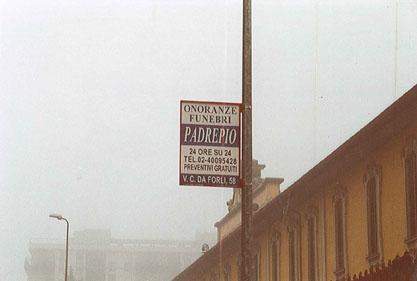 ONORANZE
FUNEBRI
PADREPIO
24 ORE SU 24
TEL.02-40095428
PREVENTIVI GRATUITI
V. C. DA FORLI, 58